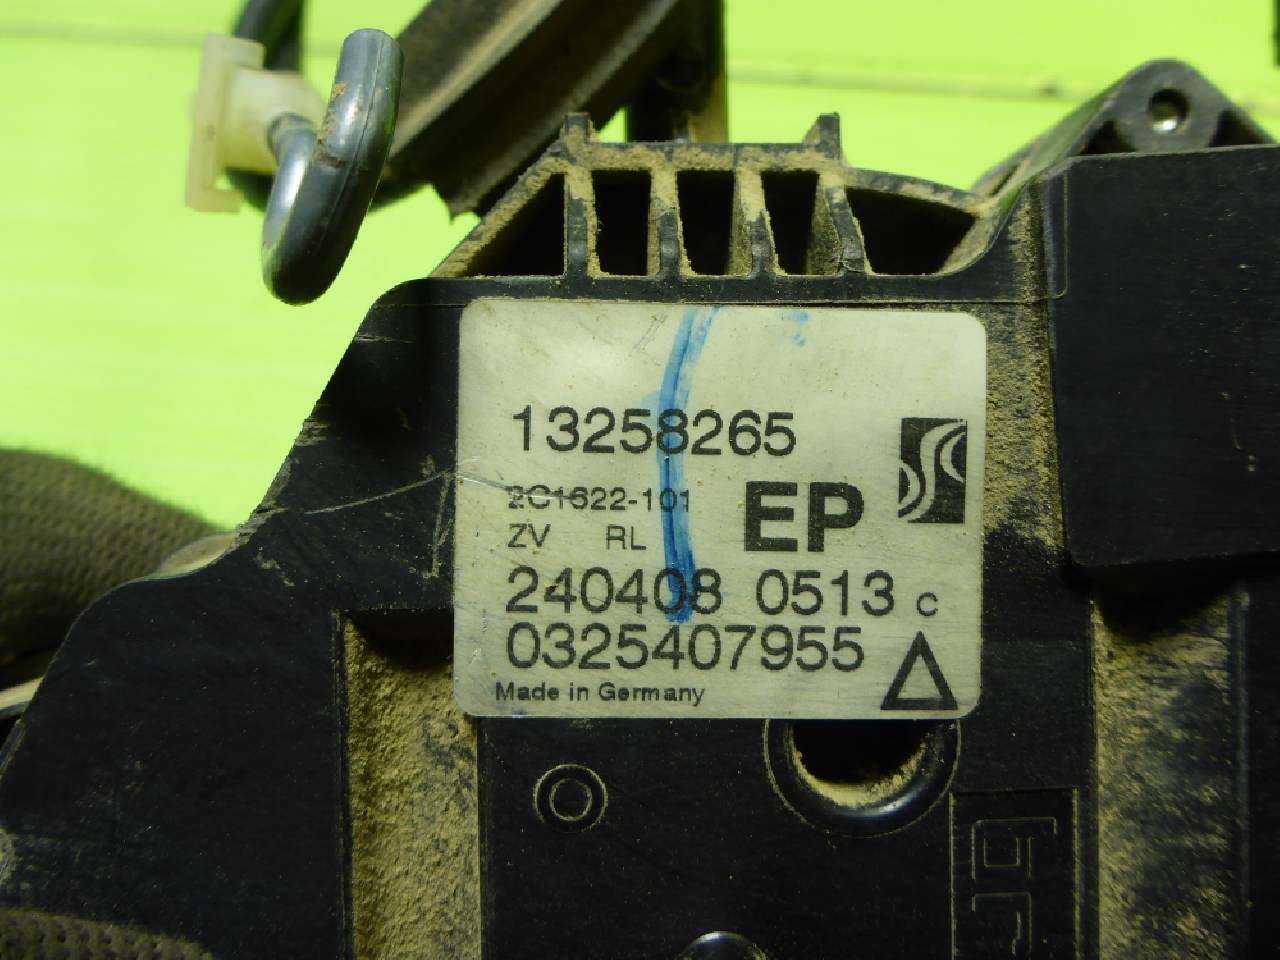 13258265
2C1622-101
EP
ZV RL
240408 0513 C
0325407955
Made in Germany